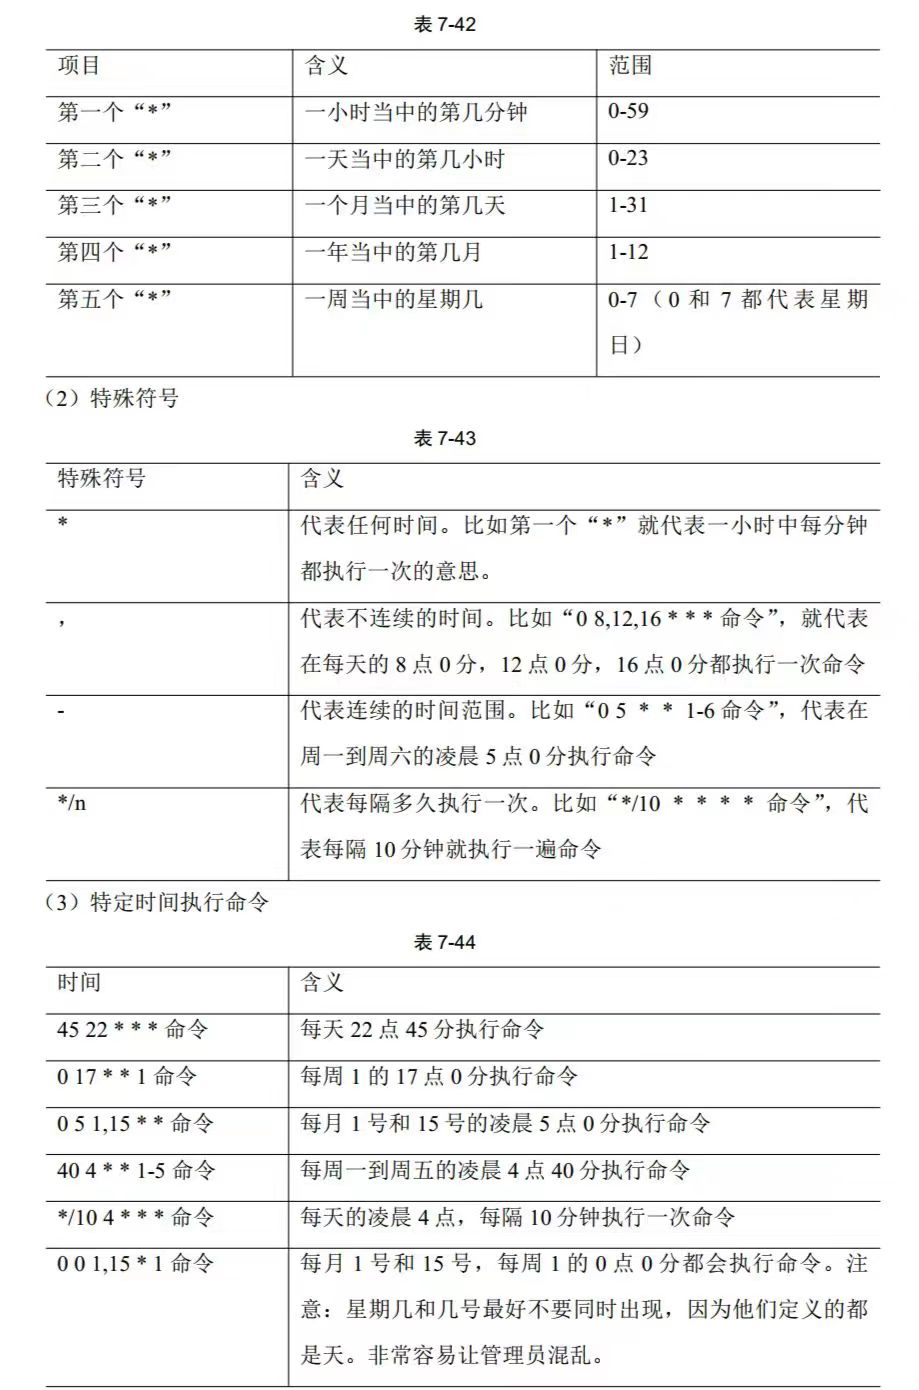 表 7-42
项目 含义 范围
第一个“*” 一小时当中的第几分钟 0-59
第二个“*” 一天当中的第几小时 0-23
第三个“*” 一个月当中的第几天 1-31
第四个“*” 一年当中的第几月 1-12
第五个“*” 一周当中的星期几 0-7（0 和 7 都代表星期
日）
（2）特殊符号
表 7-43
特殊符号 含义
* 代表任何时间。比如第一个“*”就代表一小时中每分钟
都执行一次的意思。
， 代表不连续的时间。比如“0 8,12,16 * * * 命令”，就代表
在每天的 8 点 0 分，12 点 0 分，16 点 0 分都执行一次命令
- 代表连续的时间范围。比如“0 5 * * 1-6 命令”，代表在
周一到周六的凌晨 5 点 0 分执行命令
*/n 代表每隔多久执行一次。比如“*/10 * * * * 命令”，代
表每隔 10 分钟就执行一遍命令
（3）特定时间执行命令
表 7-44
时间 含义
45 22 * * * 命令 每天 22 点 45 分执行命令
0 17 * * 1 命令 每周 1 的 17 点 0 分执行命令
0 5 1,15 * * 命令 每月 1 号和 15 号的凌晨 5 点 0 分执行命令
40 4 * * 1-5 命令 每周一到周五的凌晨 4 点 40 分执行命令
*/10 4 * * * 命令 每天的凌晨 4 点，每隔 10 分钟执行一次命令
0 0 1,15 * 1 命令 每月 1 号和 15 号，每周 1 的 0 点 0 分都会执行命令。注
意：星期几和几号最好不要同时出现，因为他们定义的都
是天。非常容易让管理员混乱。